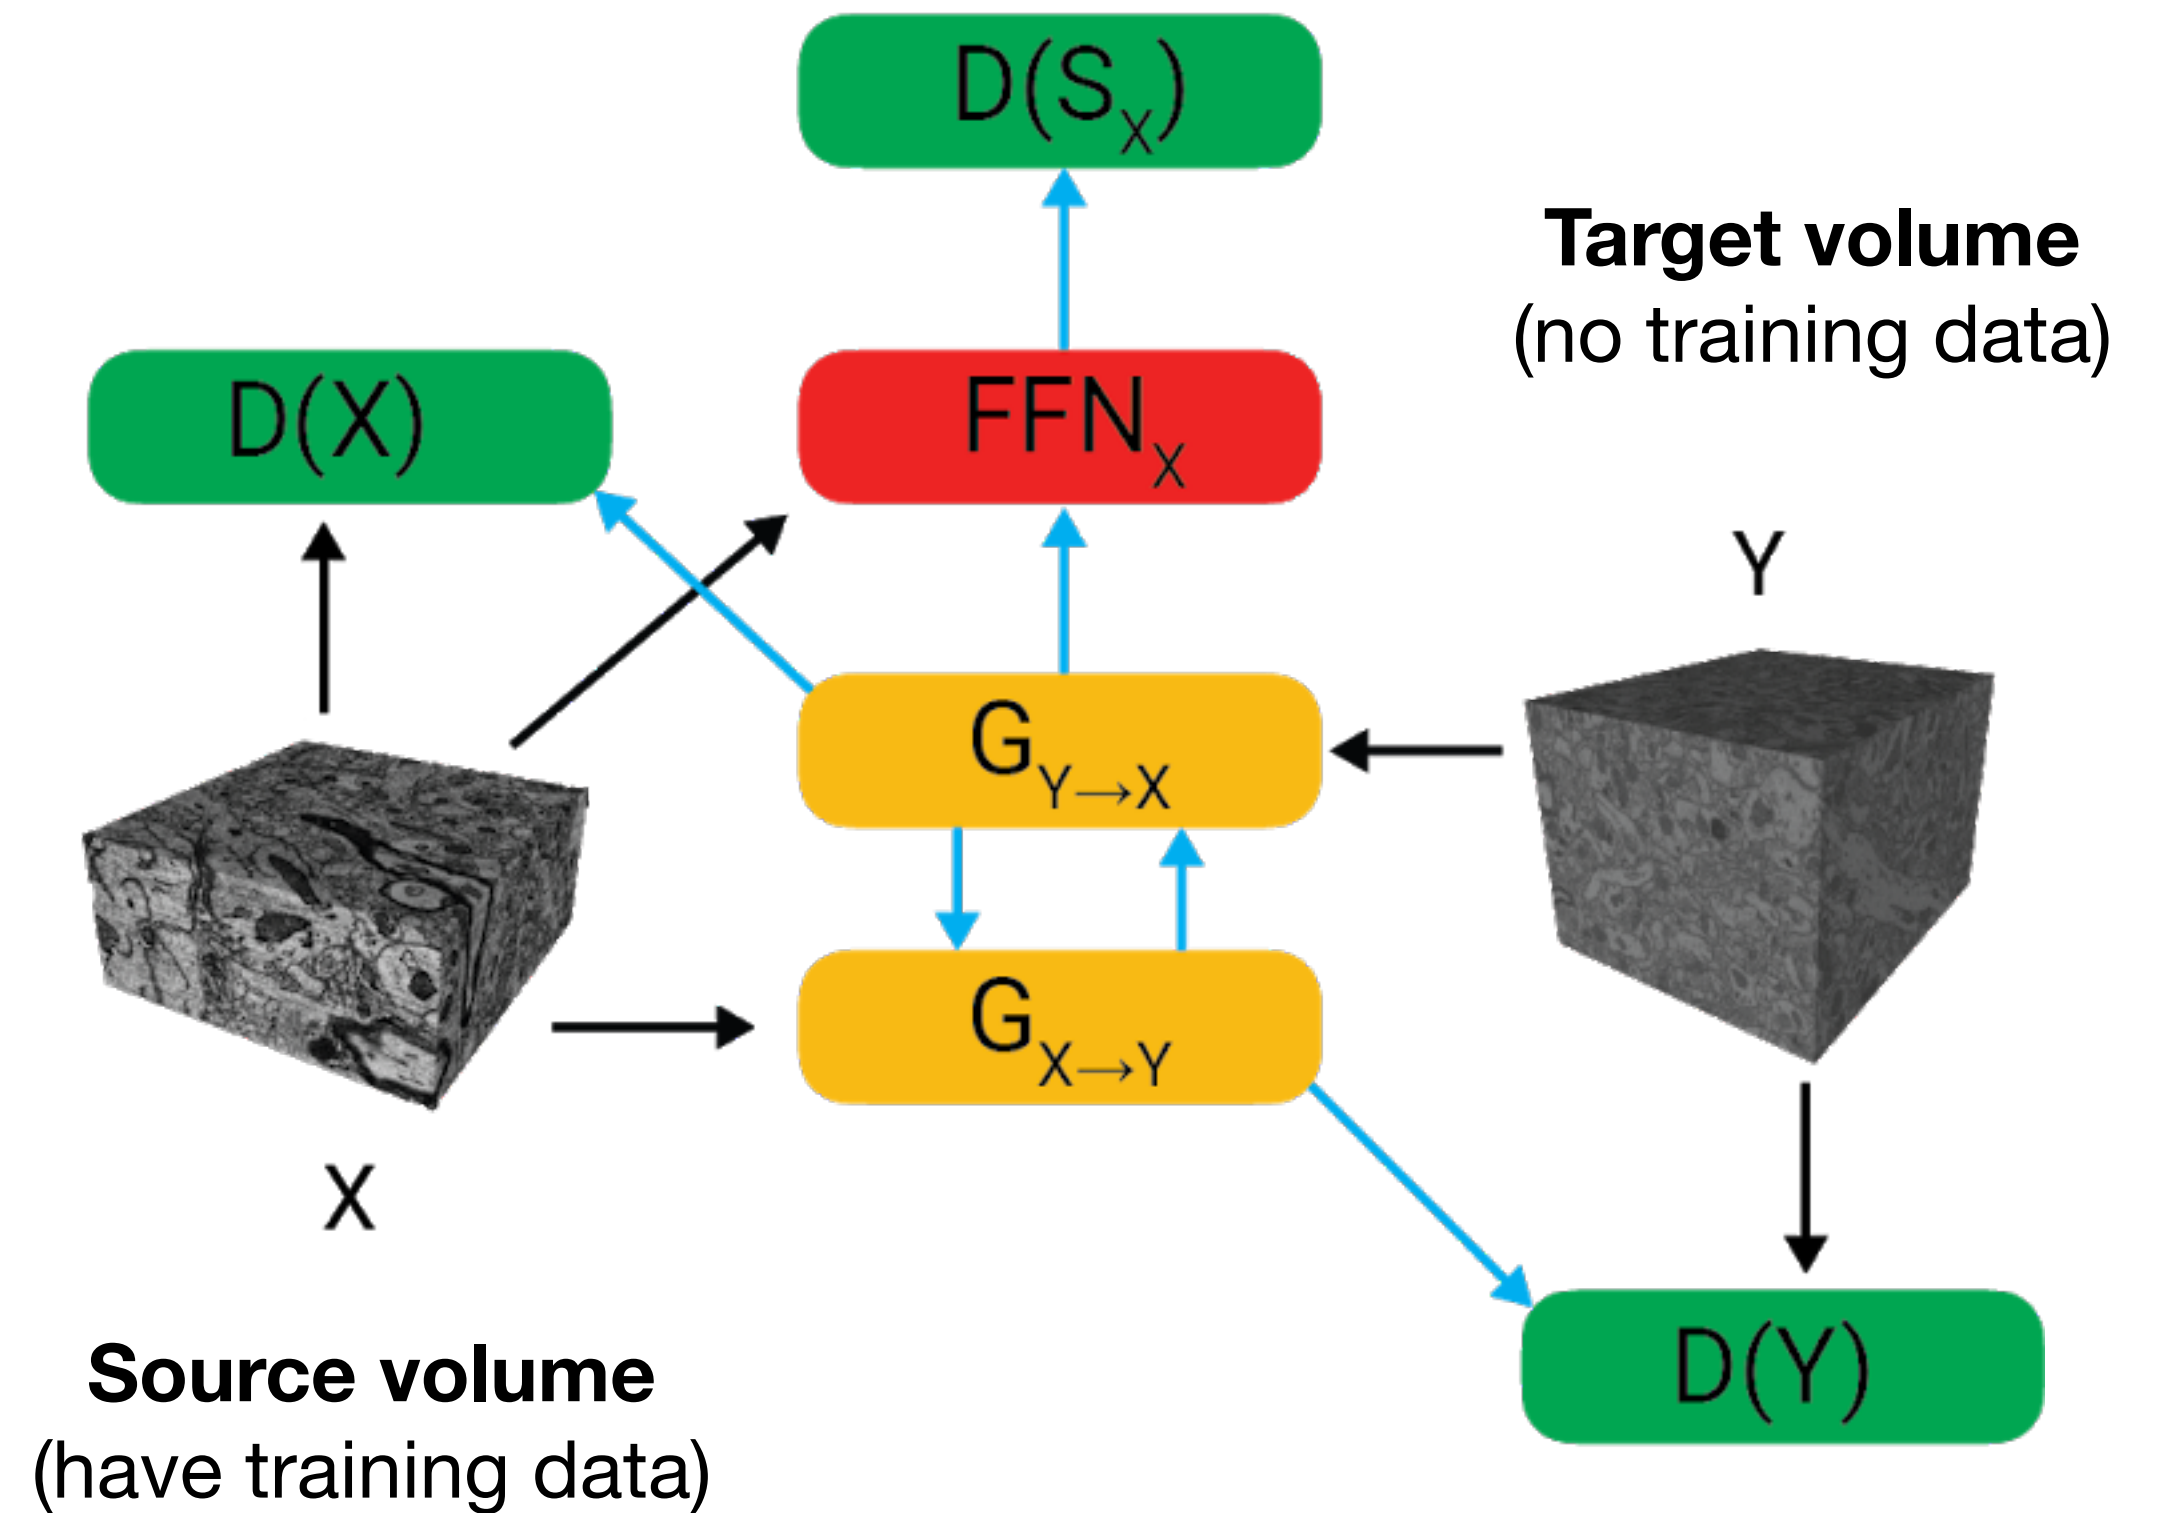 D(S_X)
Target volume
(no training data)
D(X)
FFN_X
Y
G_Y→X
G_X→Y
X
Source volume
(have training data)
D(Y)